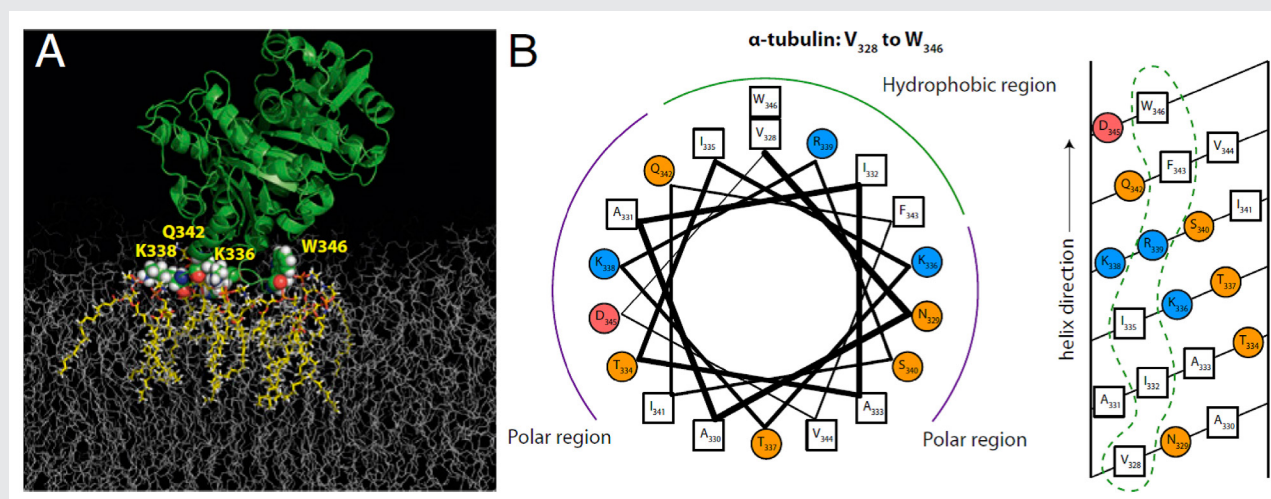 A
Q342
K338
K336
W346
B
α-tubulin: V328 to W346
Hydrophobic region
W346
V328
I335
R339
Q342
I332
A331
F343
K338
K336
D345
N329
T334
S340
I341
A333
A330
V344
T337
Polar region
Polar region
helix direction
W346
D345
V344
F343
Q342
I341
S340
R339
K338
T337
K336
I335
T334
A333
I332
A331
A330
N329
V328